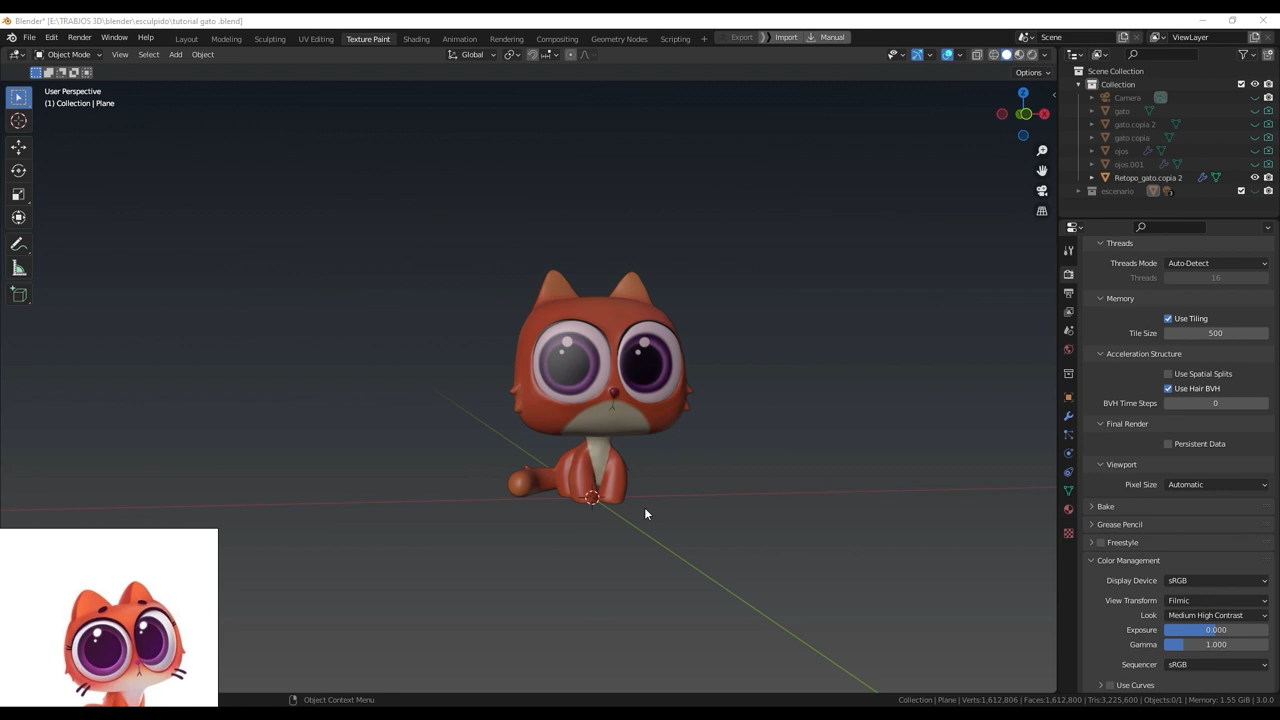 Blender* [E:\TRABJOS 3D\blender\esculpido\tutorial gato .blend]
File Edit Render Window Help Layout Modeling Sculpting UV Editing Texture Paint Shading Animation Rendering Compositing Geometry Nodes Scripting + Export Import Manual Scene ViewLayer
Object Mode View Select Add Object Global
Options
User Perspective
(1) Collection | Plane
Z
X
Scene Collection
Collection
Camera
gato
gato.copia 2
gato copia
ojos
ojos.001
Retopo_gato.copia 2
escenario
Threads
Threads Mode Auto-Detect
Threads 16
Memory
Use Tiling
Tile Size 500
Acceleration Structure
Use Spatial Splits
Use Hair BVH
BVH Time Steps 0
Final Render
Persistent Data
Viewport
Pixel Size Automatic
Bake
Grease Pencil
Freestyle
Color Management
Display Device sRGB
View Transform Filmic
Look Medium High Contrast
Exposure 0.000
Gamma 1.000
Sequencer sRGB
Use Curves
Object Context Menu
Collection | Plane | Verts:1,612,806 | Faces:1,612,800 | Tris:3,225,600 | Objects:0/1 | Memory: 1.55 GiB | 3.0.0